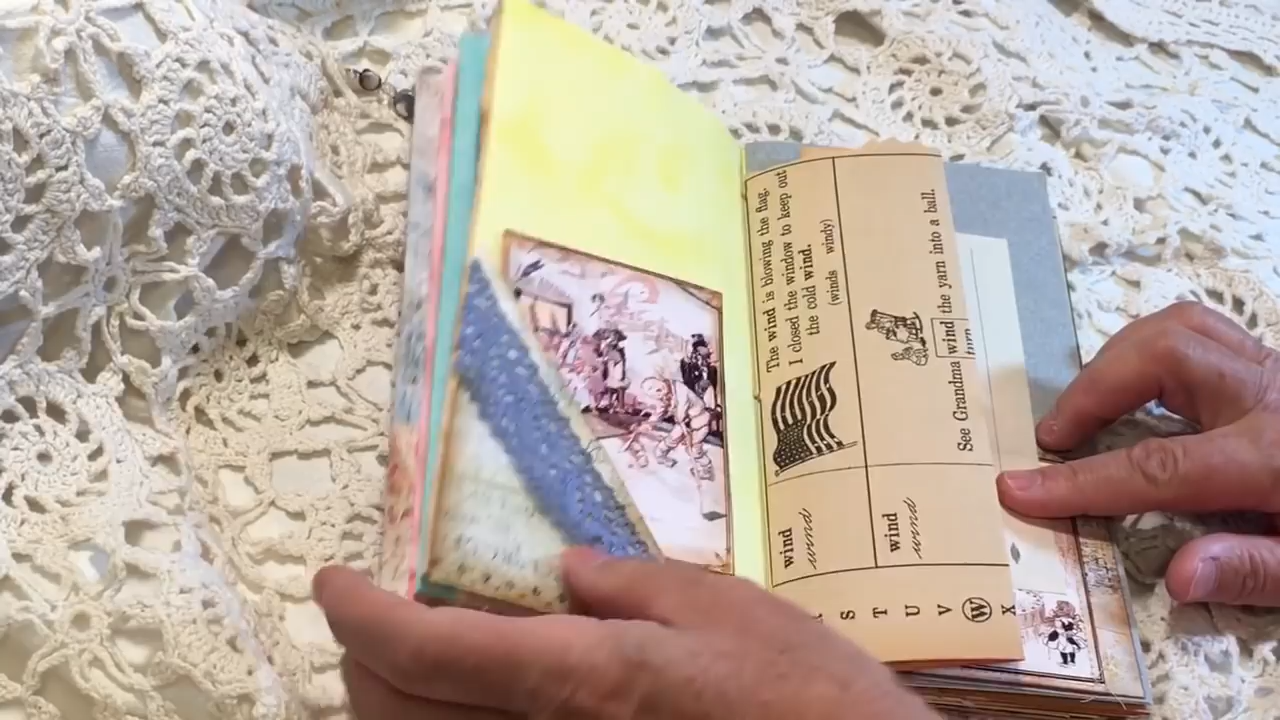 The wind is blowing the flag.
I closed the window to keep out
the cold wind.
(winds windy)
wind
wind
See Grandma wind the yarn into a ball.
turn
wind
wind
S T U V W X